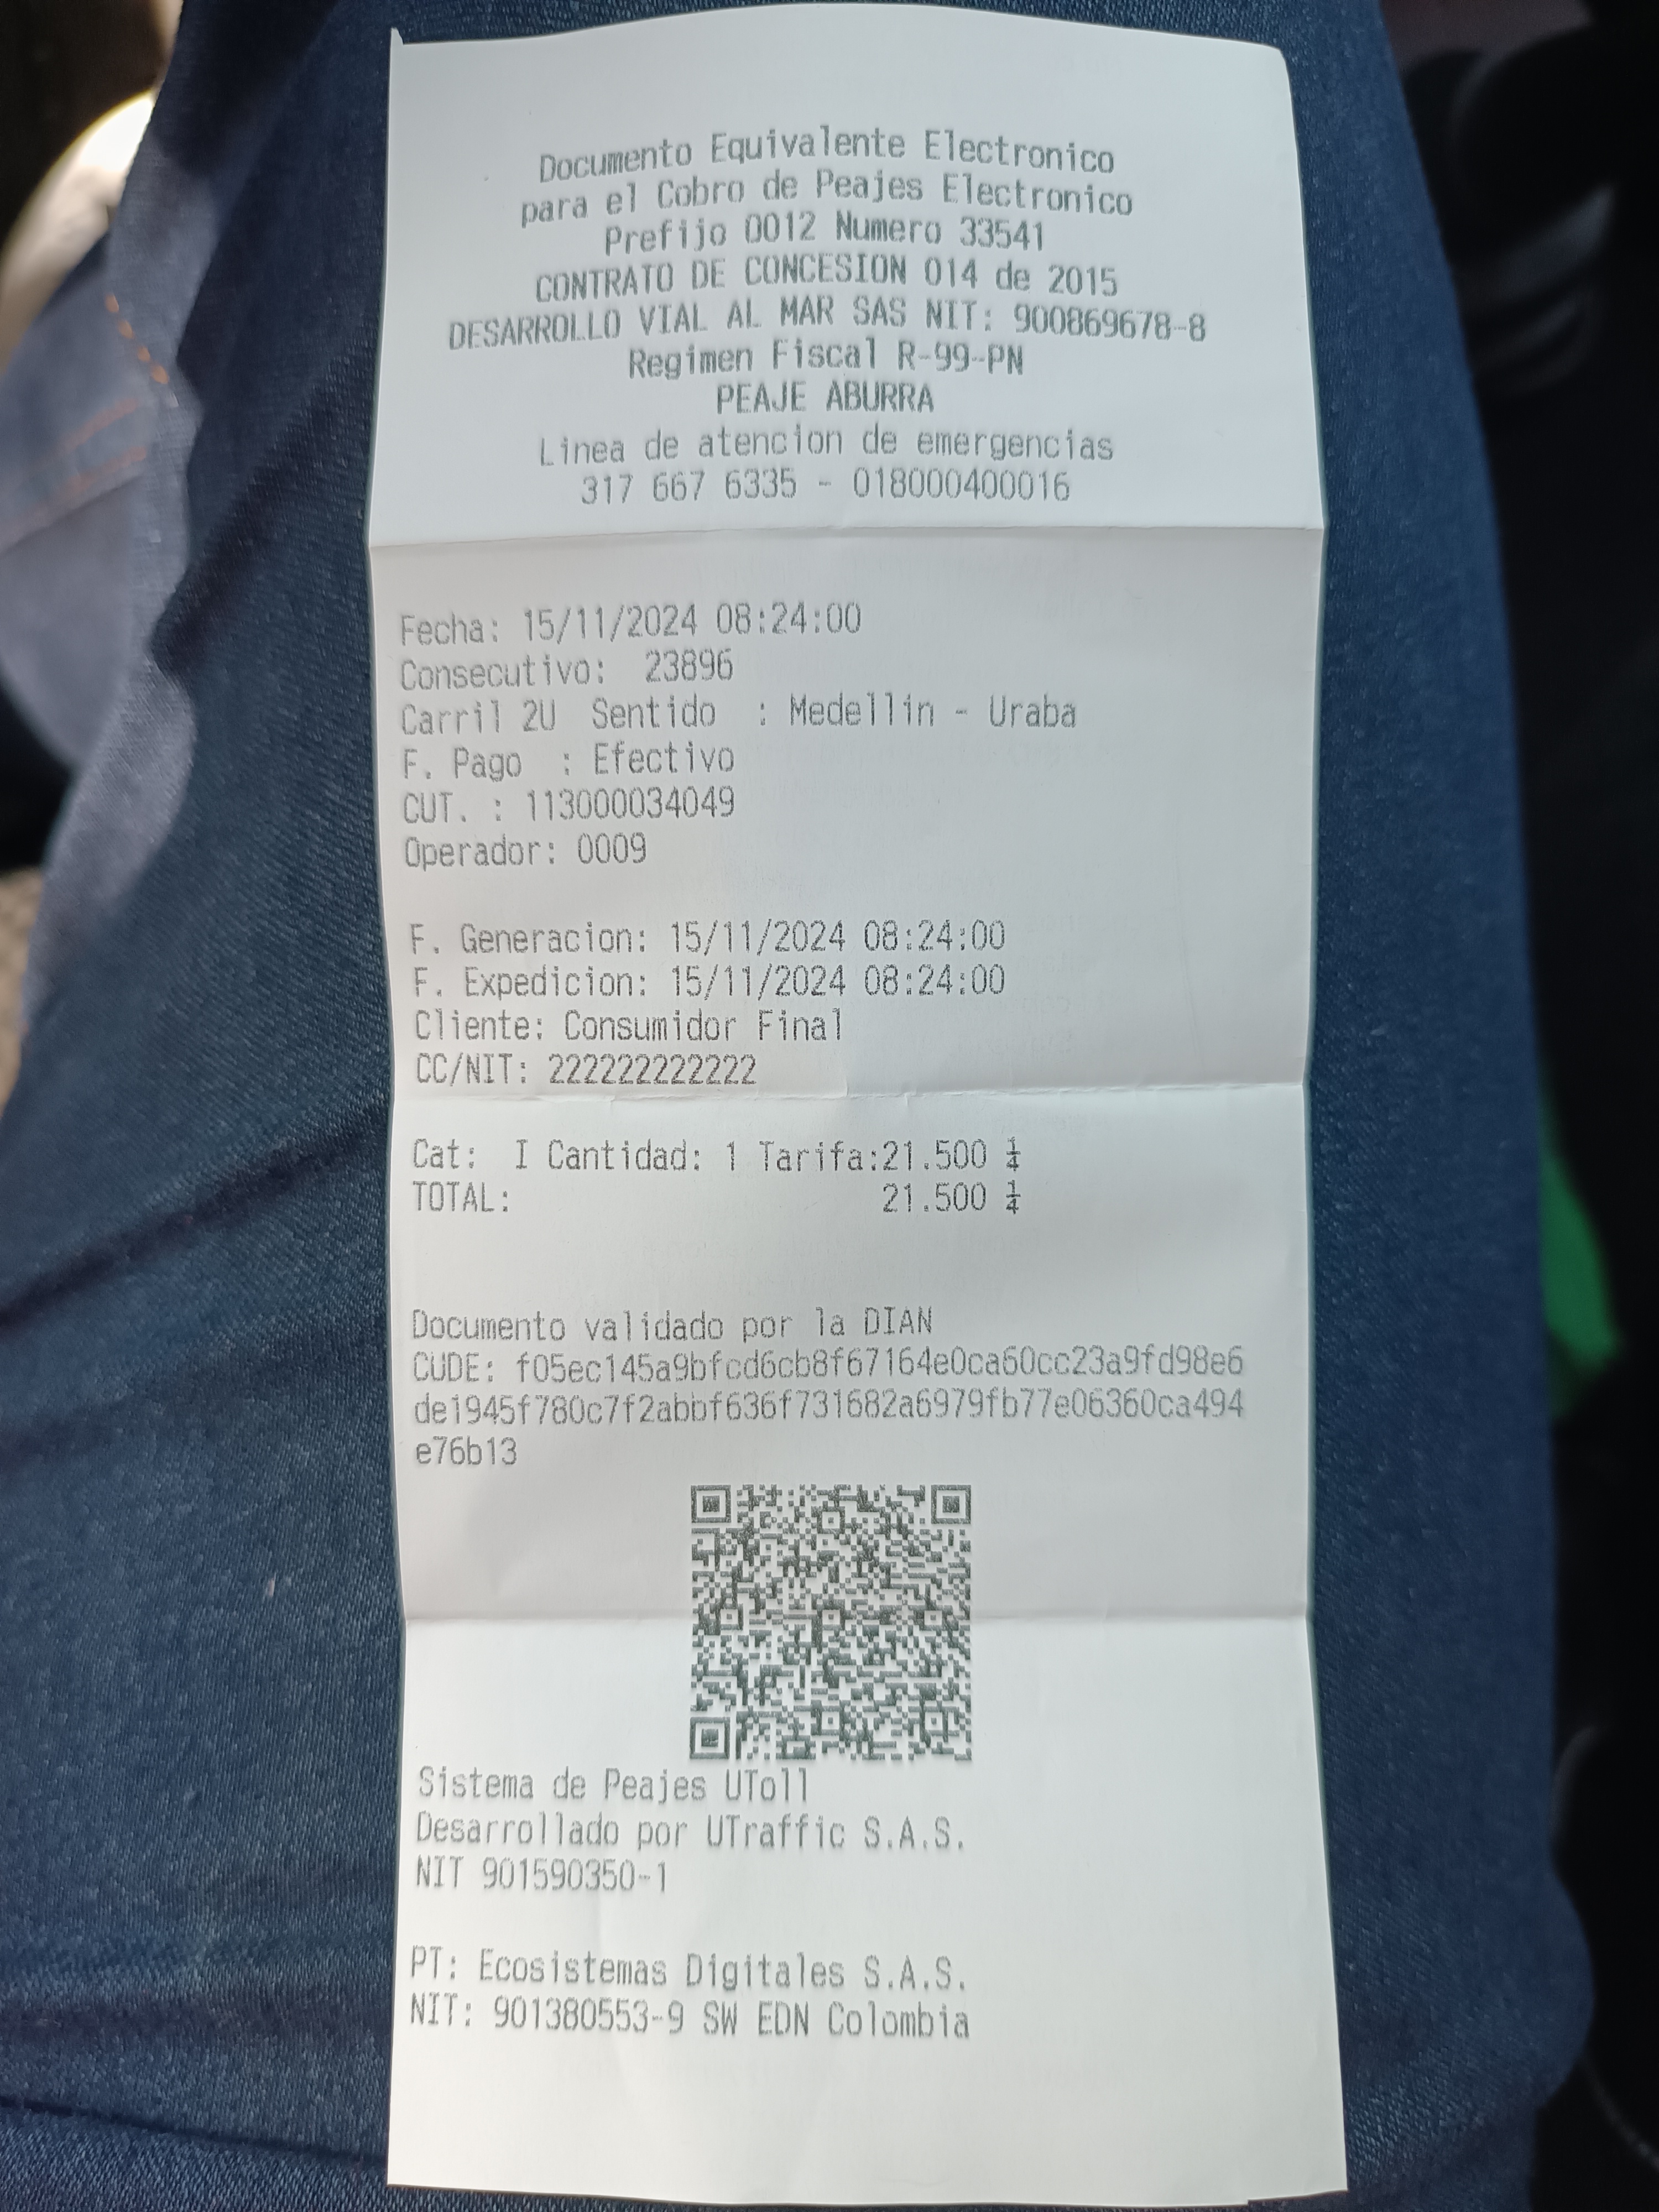 Documento Equivalente Electronico
para el Cobro de Peajes Electronico
Prefijo 0012 Numero 33541
CONTRATO DE CONCESION 014 de 2015
DESARROLLO VIAL AL MAR SAS NIT: 900869678-8
Regimen Fiscal R-99-PN
PEAJE ABURRA
Linea de atencion de emergencias
317 667 6335 - 018000400016
Fecha: 15/11/2024 08:24:00
Consecutivo: 23896
Carril 2U Sentido : Medellin - Uraba
F. Pago : Efectivo
CUT. : 113000034049
Operador: 0009
F. Generacion: 15/11/2024 08:24:00
F. Expedicion: 15/11/2024 08:24:00
Cliente: Consumidor Final
CC/NIT: 222222222222
Cat: I Cantidad: 1 Tarifa:21.500 ¼
TOTAL: 21.500 ¼
Documento validado por la DIAN
CUDE: f05ec145a9bfcd6cb8f67164e0ca60cc23a9fd98e6
de1945f780c7f2abbf636f731682a6979fb77e06360ca494
e76b13
Sistema de Peajes UToll
Desarrollado por UTraffic S.A.S.
NIT 901590350-1
PT: Ecosistemas Digitales S.A.S.
NIT: 901380553-9 SW EDN Colombia